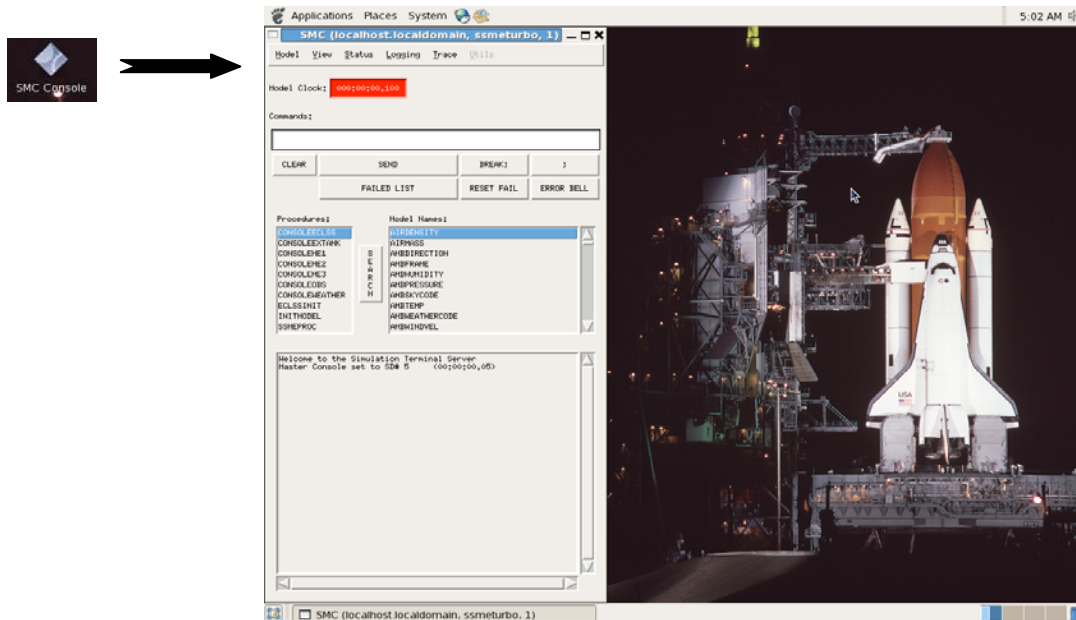 SMC Console
Applications Places System
5:02 AM
SMC (localhost.localdomain, ssmeturbo, 1)
Model View Status Logging Trace Utils
Model Clock: 000:00:00.100
Commands:
CLEAR SEND BREAK; ;
FAILED LIST RESET FAIL ERROR BELL
Procedures: Model Names:
CONSOLEECLSS AIRDENSITY
CONSOLEEXTANK AIRMASS
CONSOLEME1 AMBDIRECTION
CONSOLEME2 AMBFRAME
CONSOLEME3 AMBHUMIDITY
CONSOLEOBS AMBPRESSURE
CONSOLEWEATHER AMBSKYCODE
ECLSSINIT AMBTEMP
INITMODEL AMBWEATHERCODE
SSMEPROC AMBWINDVEL
SEARCH
Welcome to the Simulation Terminal Server
Master Console set to SD# 5 (00:00:00.05)
USA
SMC (localhost.localdomain, ssmeturbo, 1)